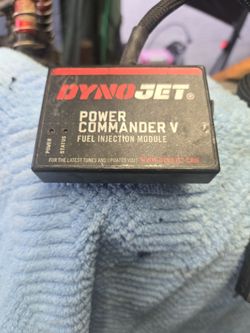 DYNOJET®
POWER
COMMANDER V
FUEL INJECTION MODULE
POWER
STATUS
FOR THE LATEST TUNES AND UPDATES VISIT